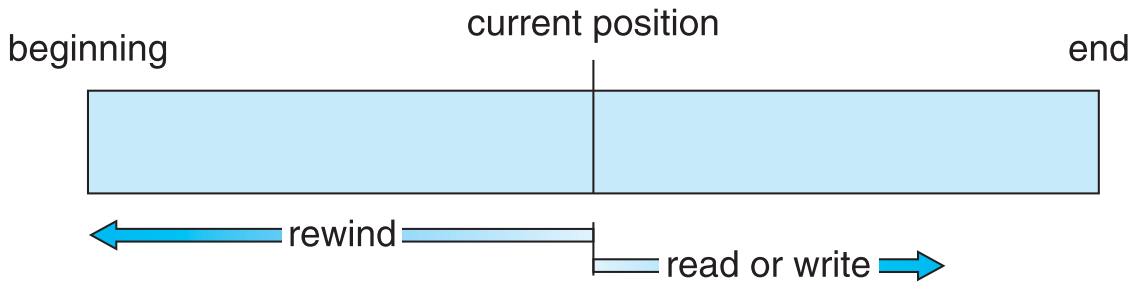 current position
beginning
end
rewind
read or write